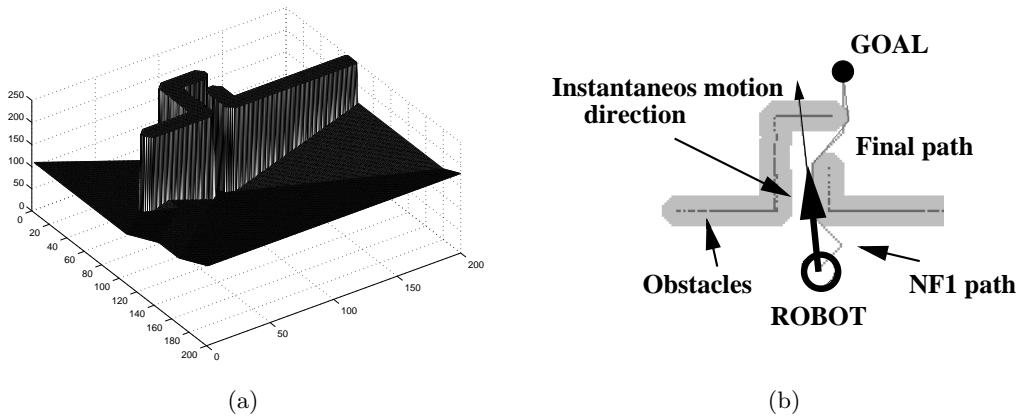 250
200
150
100
50
0
0
20
40
60
80
100
120
140
160
180
200
0
50
100
150
200
(a)
GOAL
Instantaneos motion
direction
Final path
Obstacles
NF1 path
ROBOT
(b)